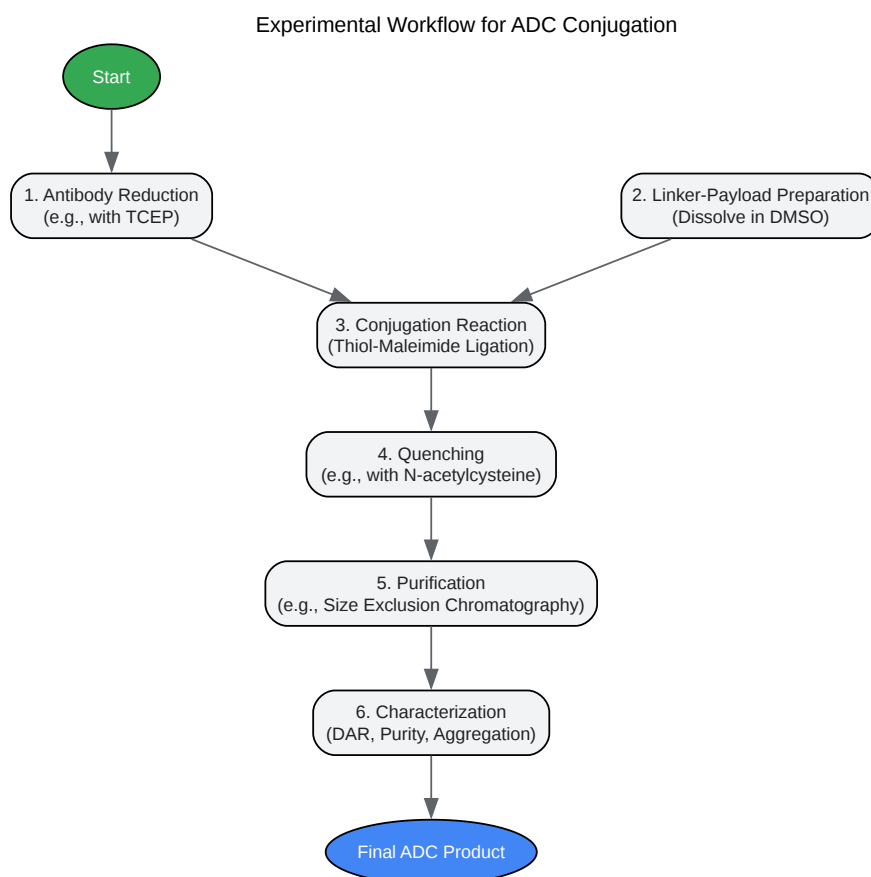 Experimental Workflow for ADC Conjugation
Start
1. Antibody Reduction
(e.g., with TCEP)
2. Linker-Payload Preparation
(Dissolve in DMSO)
3. Conjugation Reaction
(Thiol-Maleimide Ligation)
4. Quenching
(e.g., with N-acetylcysteine)
5. Purification
(e.g., Size Exclusion Chromatography)
6. Characterization
(DAR, Purity, Aggregation)
Final ADC Product